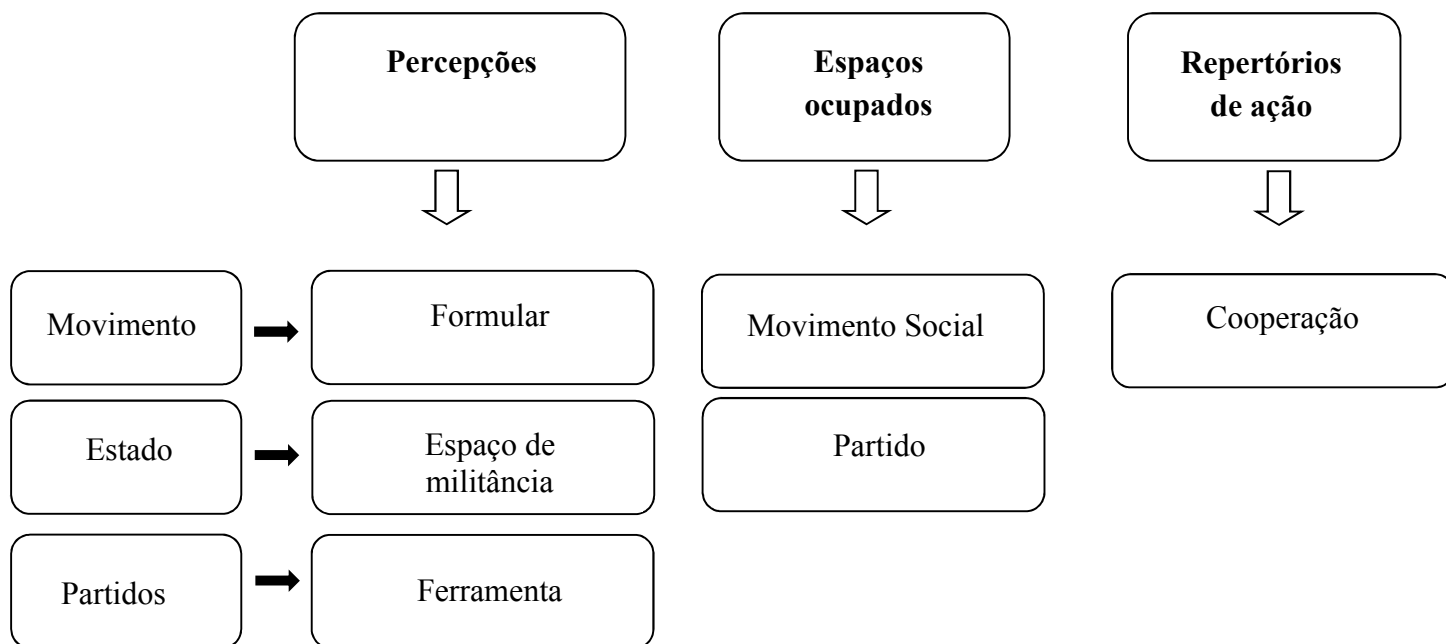 Percepções
Espaços
ocupados
Repertórios
de ação
Movimento
Formular
Movimento Social
Cooperação
Estado
Espaço de
militância
Partido
Partidos
Ferramenta